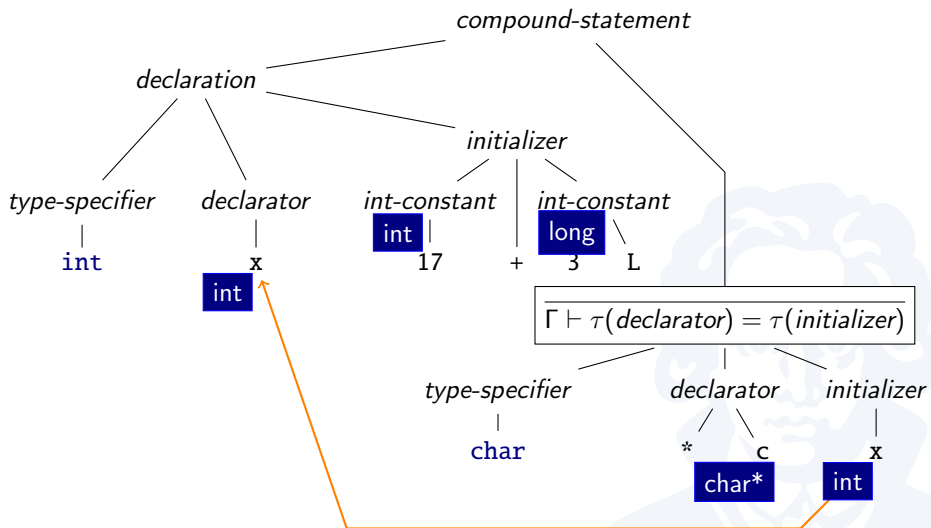 compound-statement
declaration
initializer
type-specifier declarator int-constant int-constant
int long
int x 17 + 3 L
int
Γ ⊢ τ(declarator) = τ(initializer)
type-specifier declarator initializer
char * c x
char* int